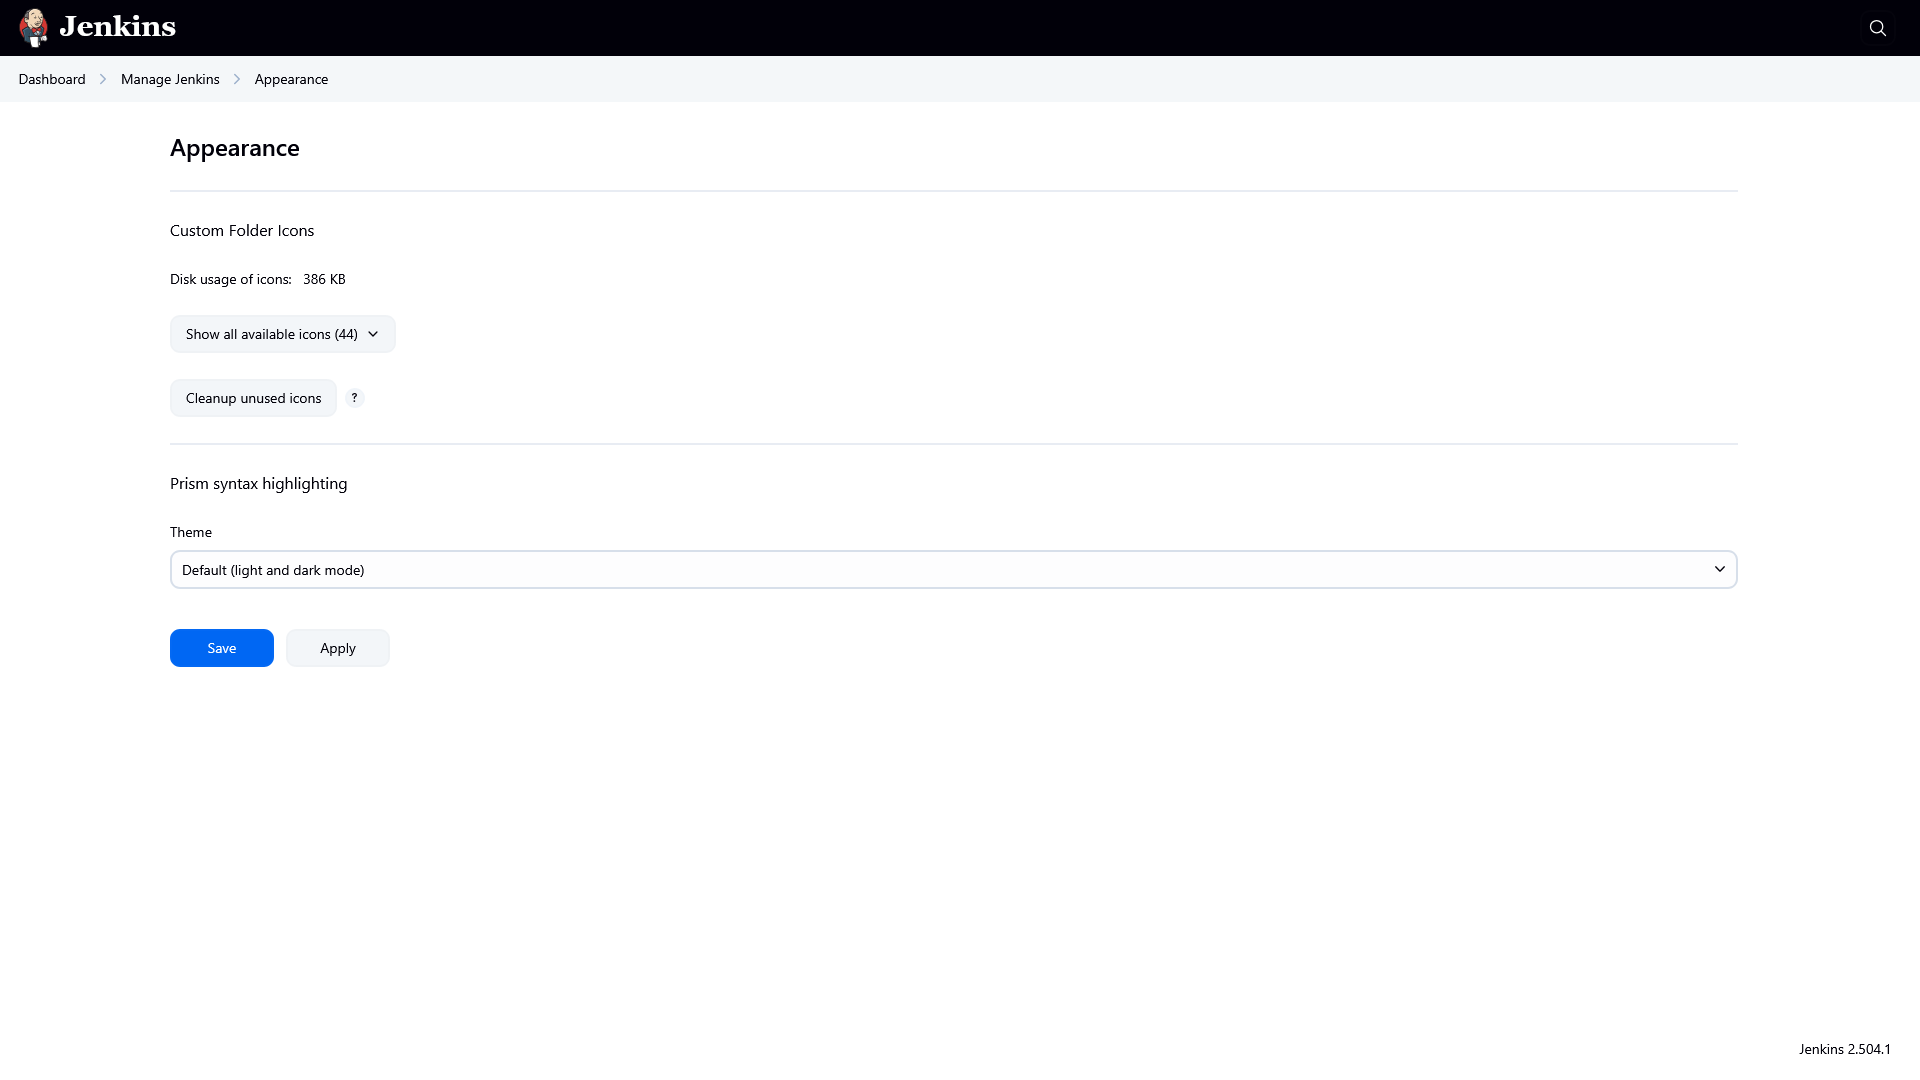 Jenkins
Dashboard Manage Jenkins Appearance
Appearance
Custom Folder Icons
Disk usage of icons: 386 KB
Show all available icons (44)
Cleanup unused icons ?
Prism syntax highlighting
Theme
Default (light and dark mode)
Save Apply
Jenkins 2.504.1